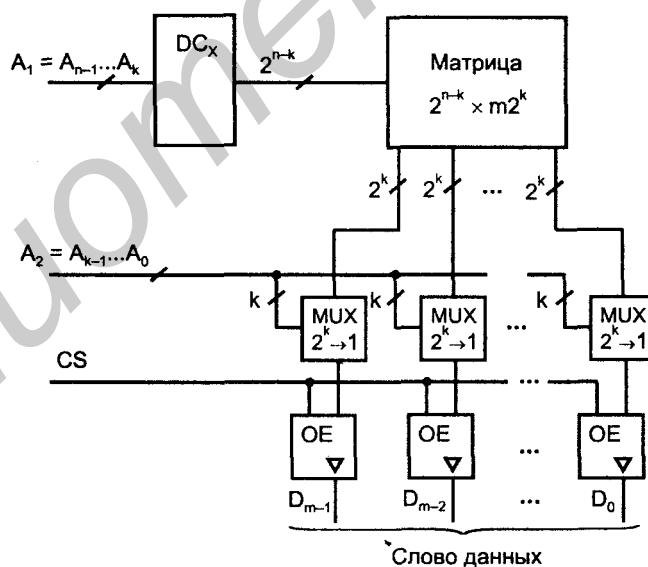 DCₓ
A₁ = Aₙ₋₁...Aₖ
2ⁿ⁻ᵏ
Матрица
2ⁿ⁻ᵏ × m2ᵏ
2ᵏ 2ᵏ ... 2ᵏ
A₂ = Aₖ₋₁...A₀
k k k
MUX 2ᵏ→1
MUX 2ᵏ→1
...
MUX 2ᵏ→1
CS
...
OE OE ... OE
Dₘ₋₁ Dₘ₋₂ ... D₀
Слово данных